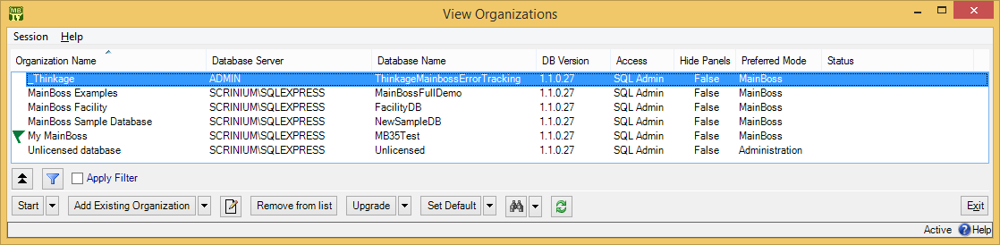 MB
View Organizations
Session Help
Organization Name Database Server Database Name DB Version Access Hide Panels Preferred Mode Status
_Thinkage ADMIN ThinkageMainbossErrorTracking 1.1.0.27 SQL Admin False MainBoss
MainBoss Examples SCRINIUM\SQLEXPRESS MainBossFullDemo 1.1.0.27 SQL Admin False MainBoss
MainBoss Facility SCRINIUM\SQLEXPRESS FacilityDB 1.1.0.27 SQL Admin False MainBoss
MainBoss Sample Database SCRINIUM\SQLEXPRESS NewSampleDB 1.1.0.27 SQL Admin False MainBoss
My MainBoss SCRINIUM\SQLEXPRESS MB35Test 1.1.0.27 SQL Admin False MainBoss
Unlicensed database SCRINIUM\SQLEXPRESS Unlicensed 1.1.0.27 SQL Admin False Administration
Apply Filter
Start Add Existing Organization Remove from list Upgrade Set Default Exit
Active Help